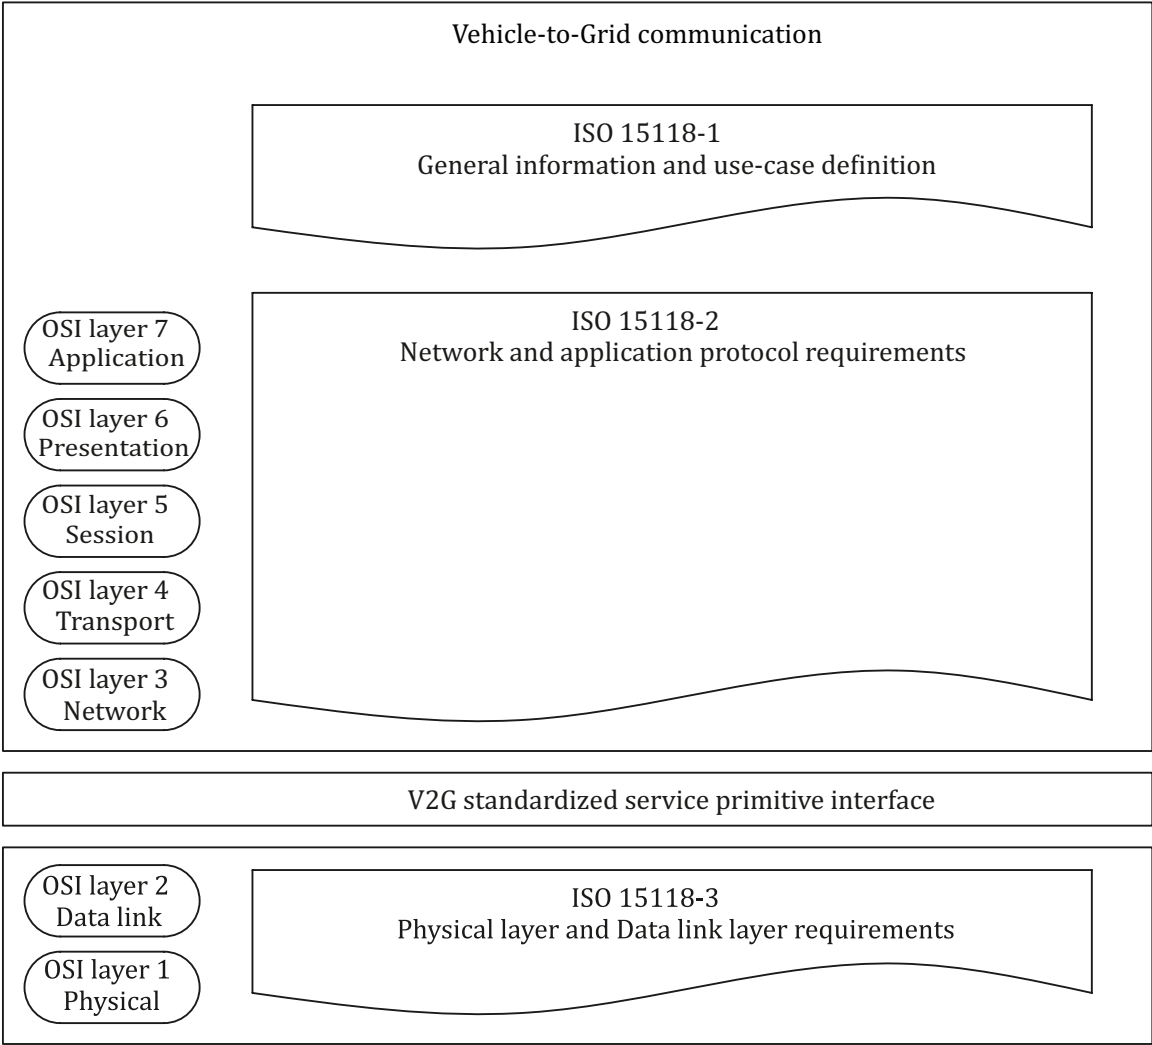 Vehicle-to-Grid communication
ISO 15118-1
General information and use-case definition
ISO 15118-2
Network and application protocol requirements
OSI layer 7
Application
OSI layer 6
Presentation
OSI layer 5
Session
OSI layer 4
Transport
OSI layer 3
Network
V2G standardized service primitive interface
OSI layer 2
Data link
ISO 15118-3
Physical layer and Data link layer requirements
OSI layer 1
Physical